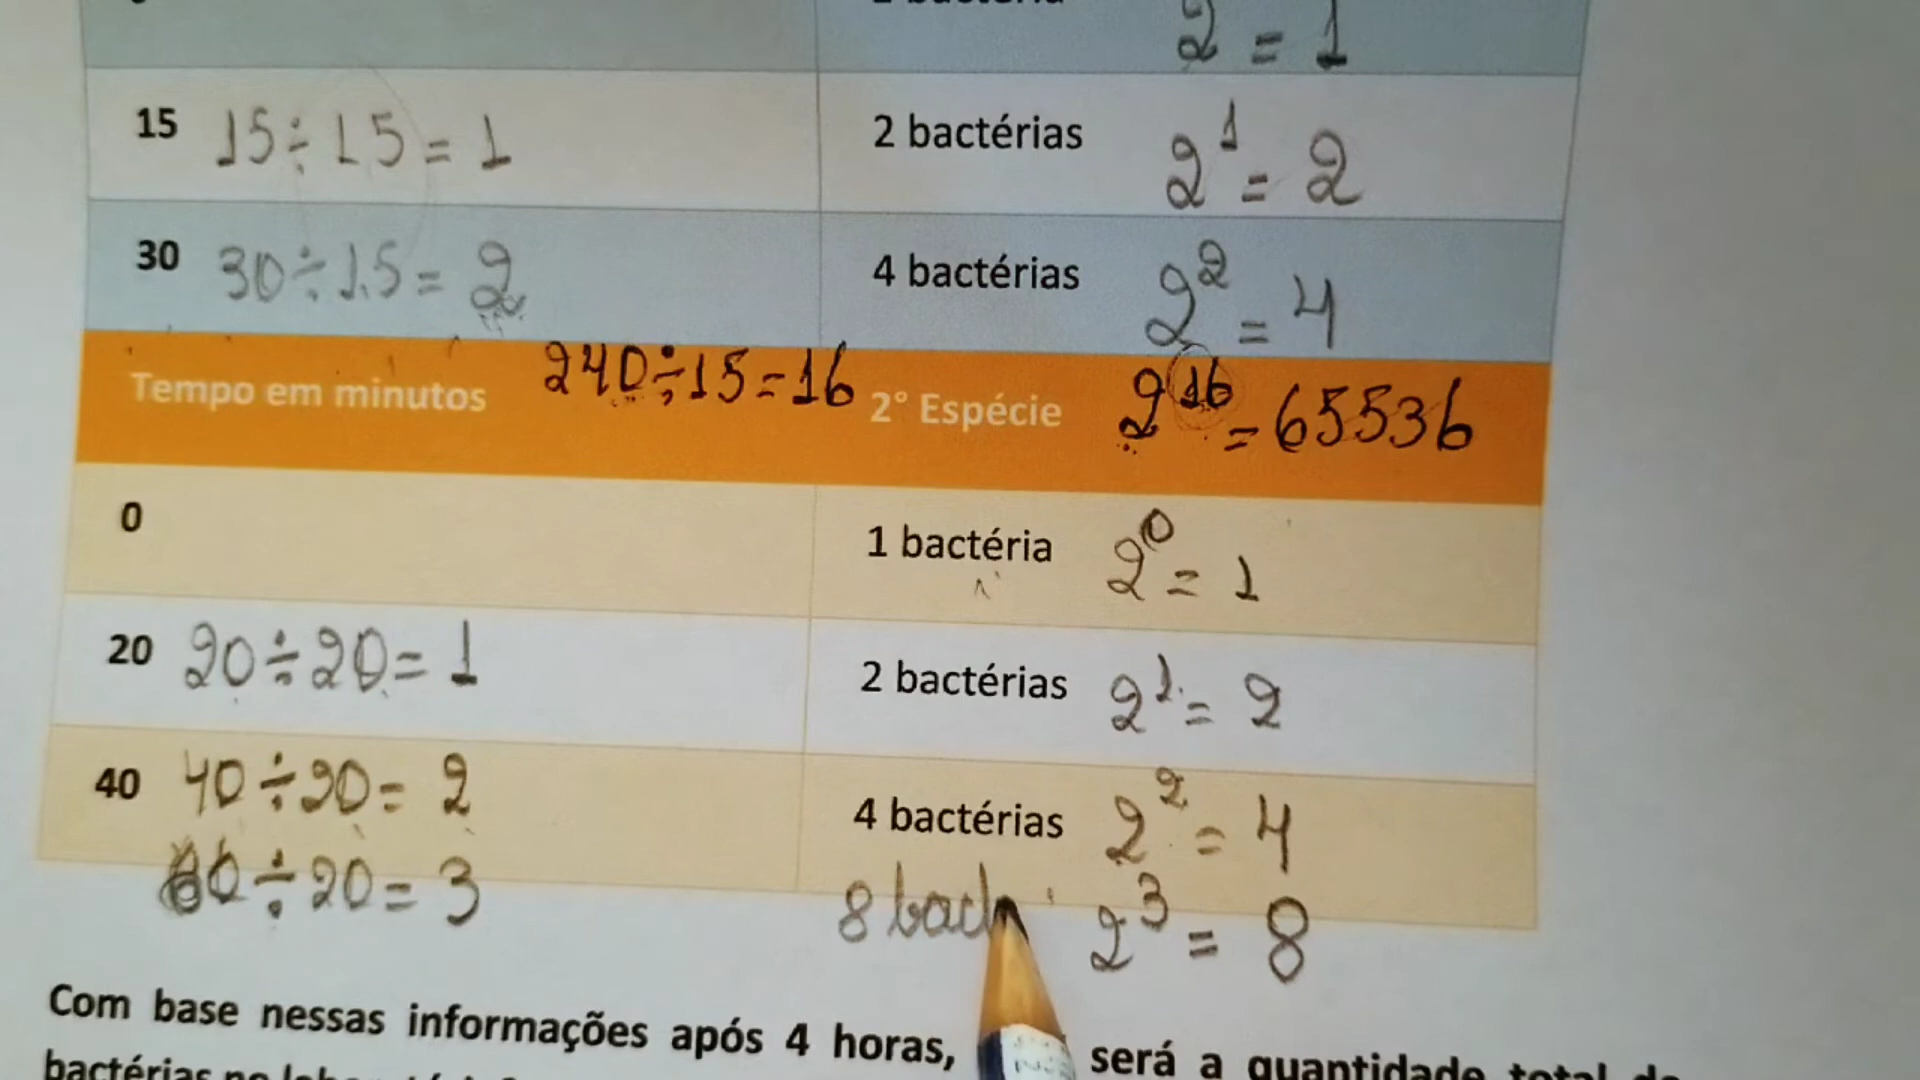 2 = 1
15 15÷15=1 2 bactérias 2¹ = 2
30 30÷15= 2 4 bactérias 2² = 4
Tempo em minutos 240÷15=16 2° Espécie 2¹⁶ = 65536
0 1 bactéria 2⁰ = 1
20 20÷20= 1 2 bactérias 2¹ = 2
40 40÷20= 2 4 bactérias 2² = 4
60÷20= 3 8 bact 2³ = 8
Com base nessas informações após 4 horas, será a quantidade total de
bactérias no